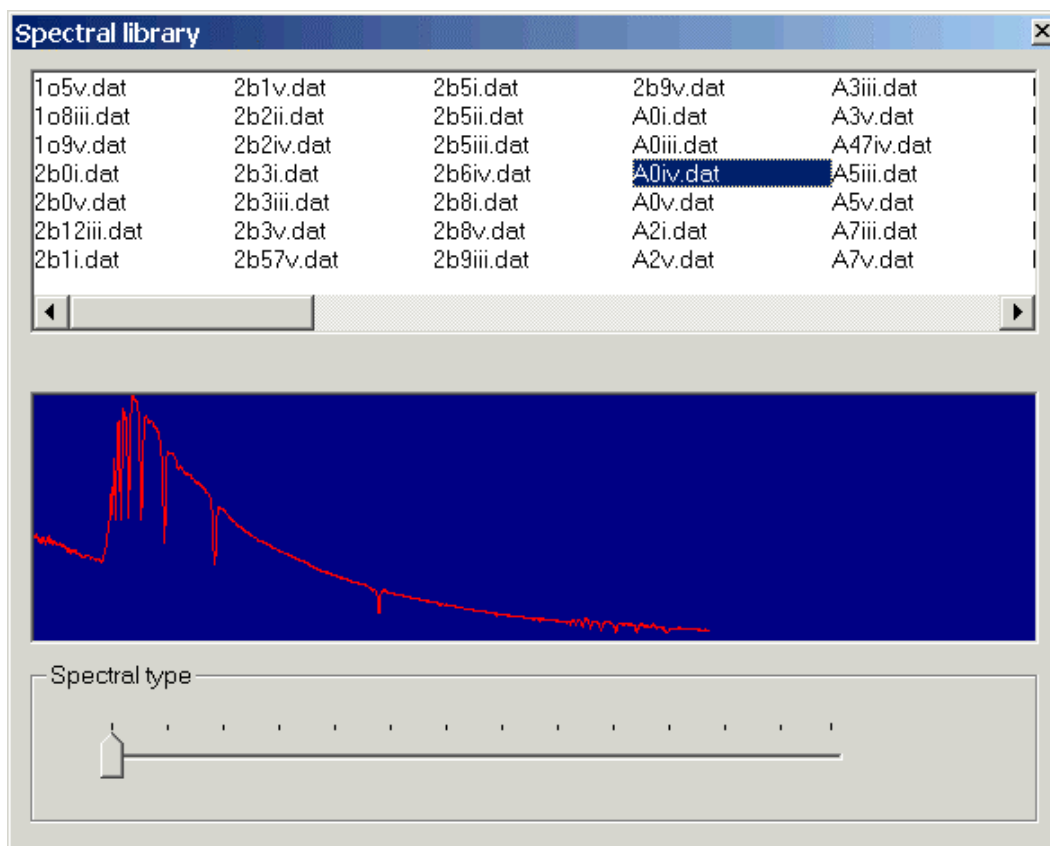 Spectral library
1o5v.dat 2b1v.dat 2b5i.dat 2b9v.dat A3iii.dat
1o8iii.dat 2b2ii.dat 2b5ii.dat A0i.dat A3v.dat
1o9v.dat 2b2iv.dat 2b5iii.dat A0iii.dat A47iv.dat
2b0i.dat 2b3i.dat 2b6iv.dat A0iv.dat A5iii.dat
2b0v.dat 2b3iii.dat 2b8i.dat A0v.dat A5v.dat
2b12iii.dat 2b3v.dat 2b8v.dat A2i.dat A7iii.dat
2b1i.dat 2b57v.dat 2b9iii.dat A2v.dat A7v.dat
Spectral type